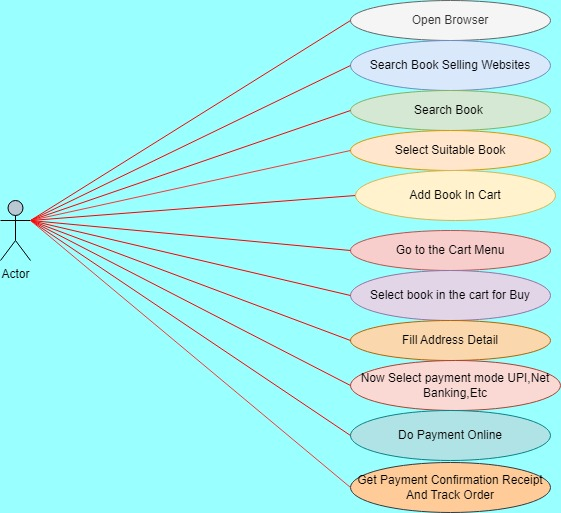 Open Browser
Search Book Selling Websites
Search Book
Select Suitable Book
Add Book In Cart
Go to the Cart Menu
Actor
Select book in the cart for Buy
Fill Address Detail
Now Select payment mode UPI,Net
Banking,Etc
Do Payment Online
Get Payment Confirmation Receipt
And Track Order